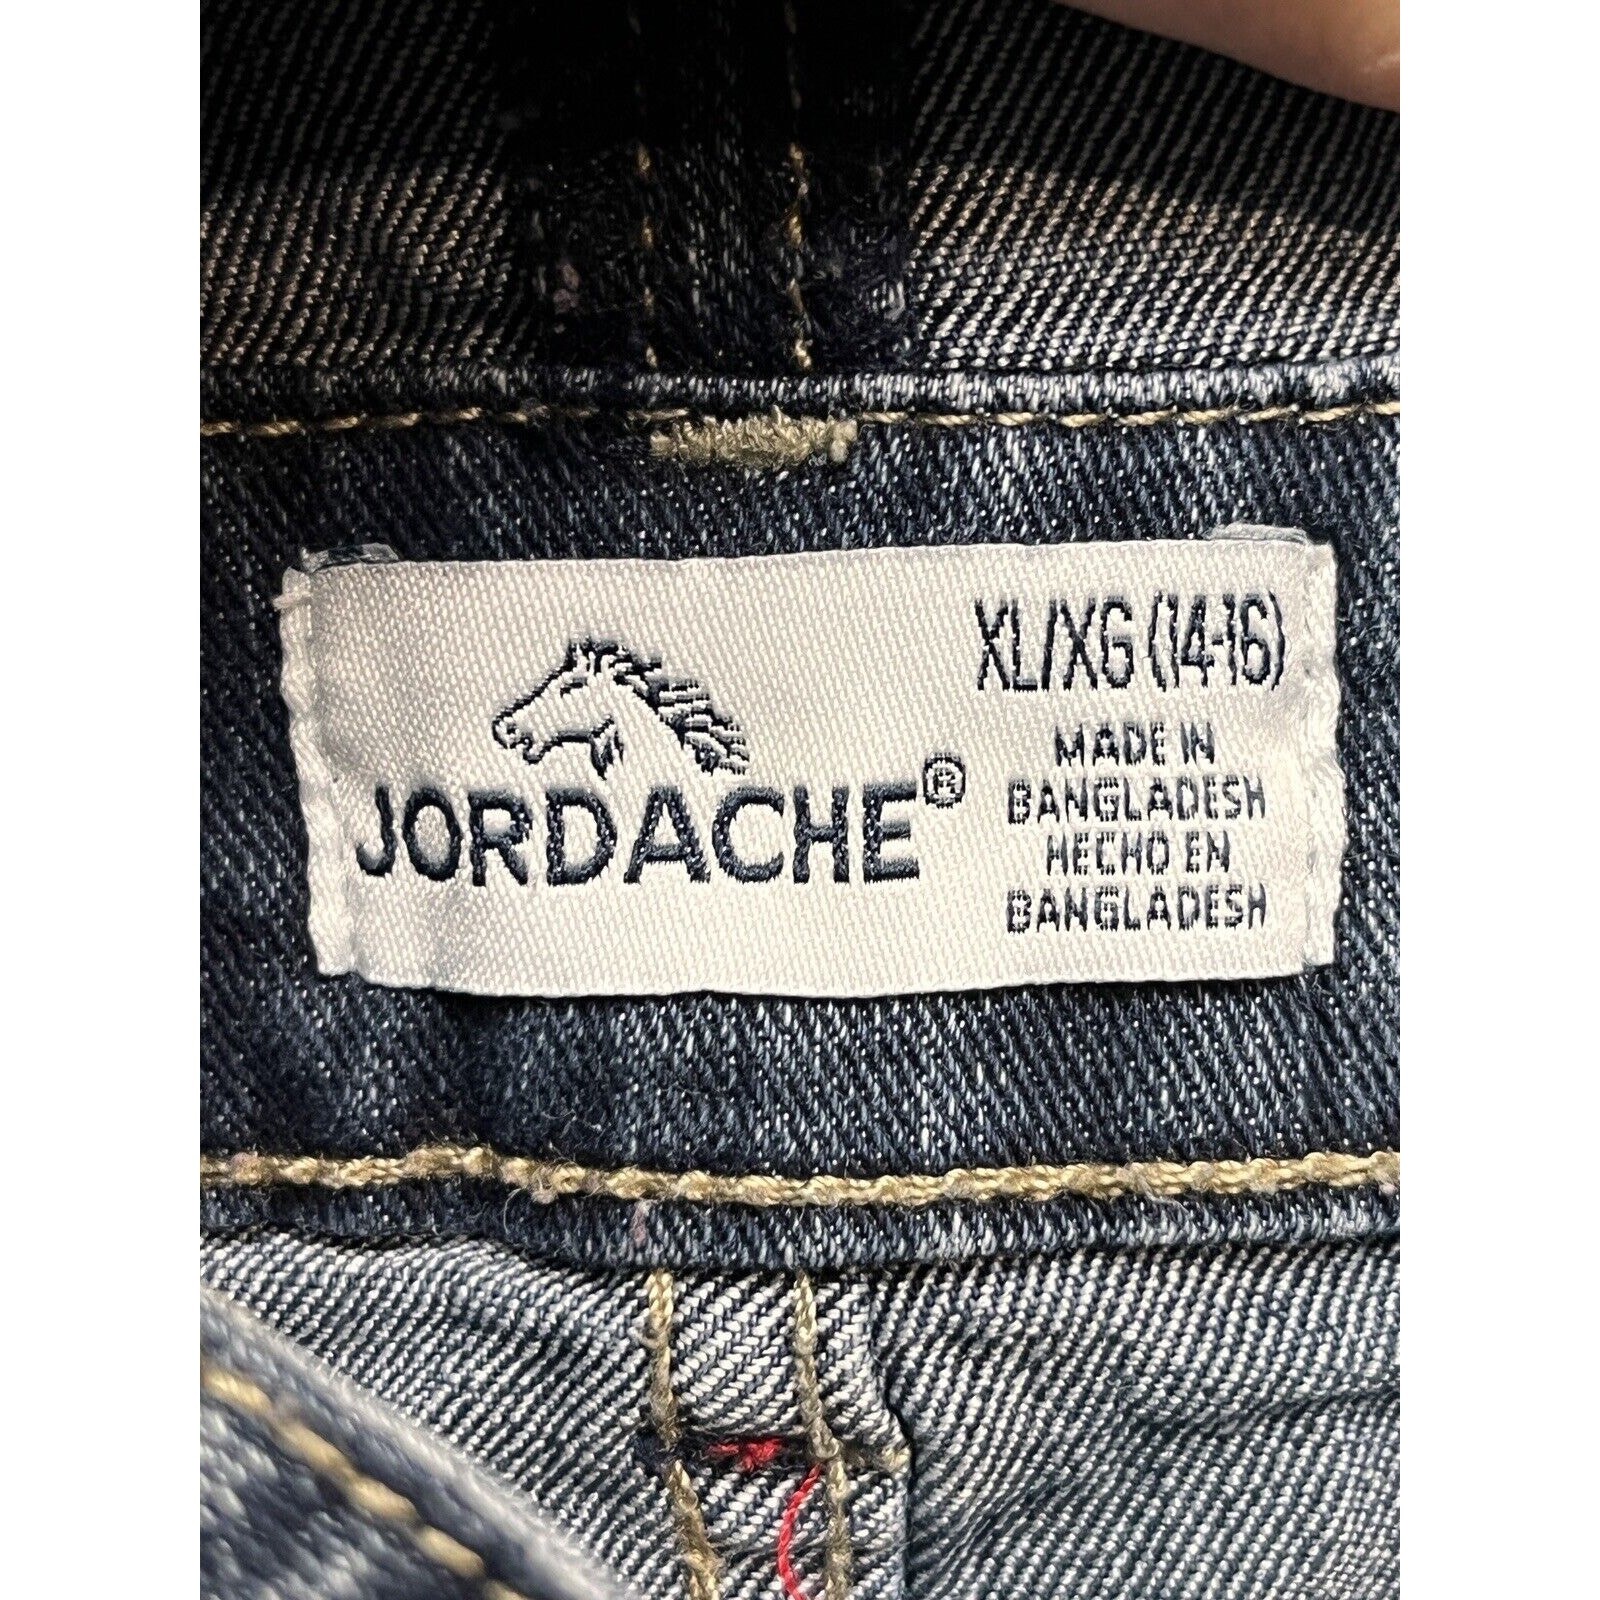 JORDACHE®
XL/XG (14-16)
MADE IN
BANGLADESH
HECHO EN
BANGLADESH